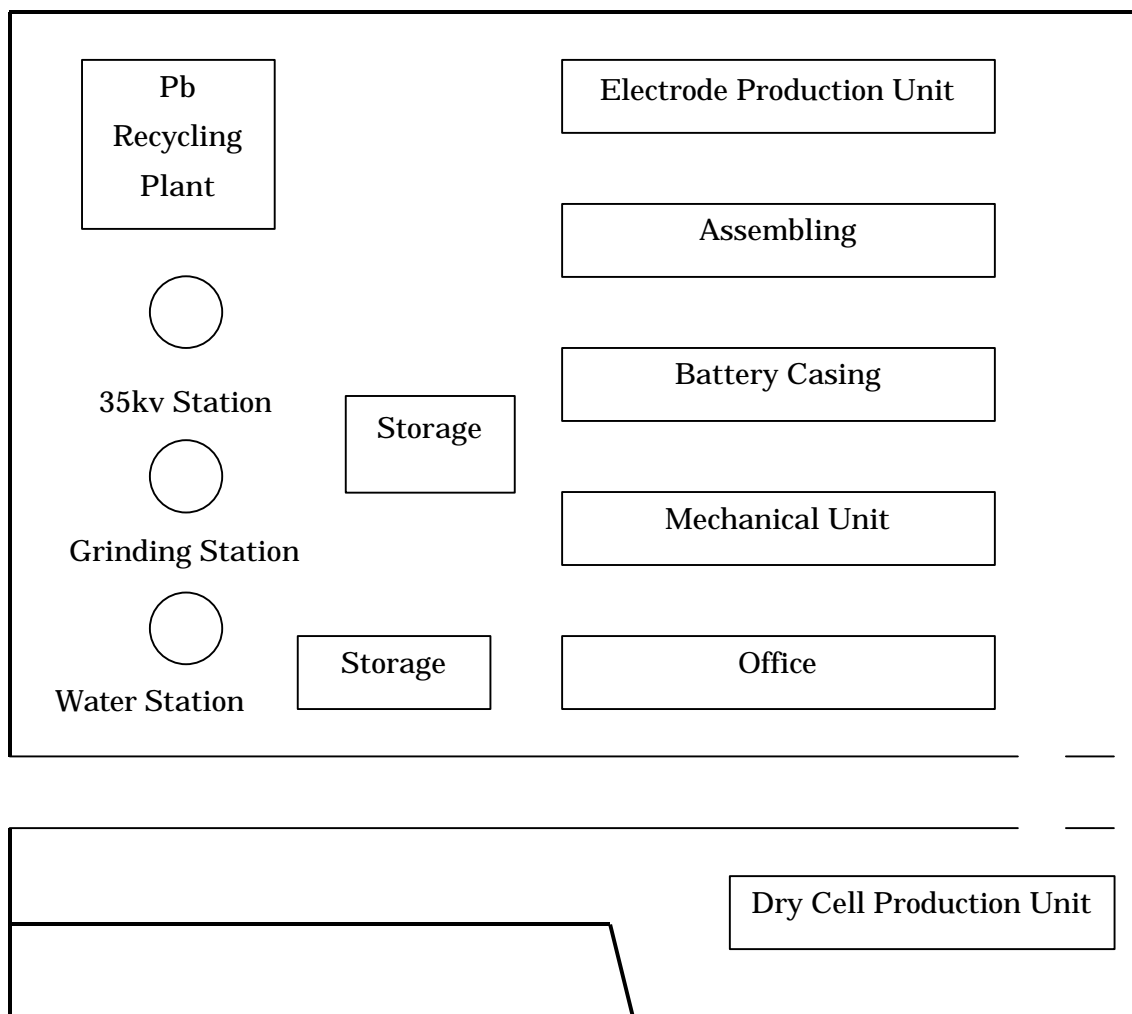 Pb
Recycling
Plant
Electrode Production Unit
Assembling
35kv Station
Battery Casing
Storage
Grinding Station
Mechanical Unit
Water Station
Storage
Office
Dry Cell Production Unit